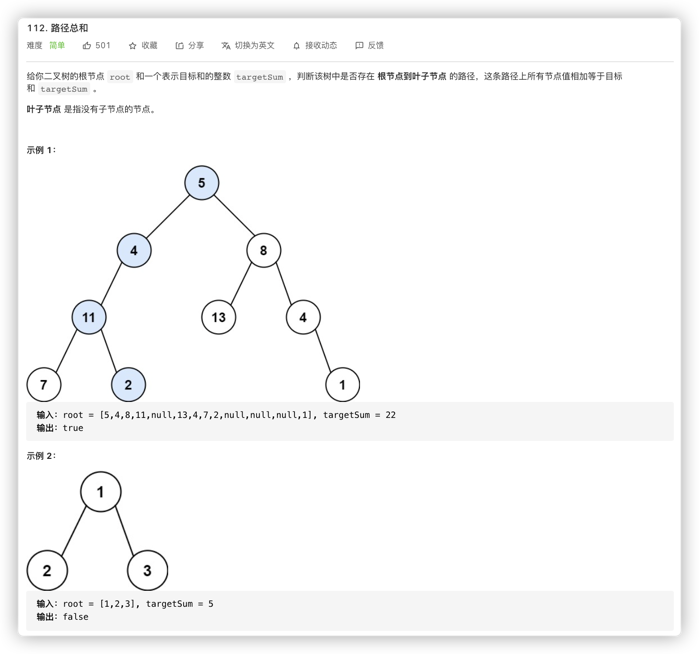 112. 路径总和
难度 简单 501 收藏 分享 切换为英文 接收动态 反馈
给你二叉树的根节点 root 和一个表示目标和的整数 targetSum ，判断该树中是否存在 根节点到叶子节点 的路径，这条路径上所有节点值相加等于目标
和 targetSum 。
叶子节点 是指没有子节点的节点。
示例 1：
5
4 8
11 13 4
7 2 1
输入：root = [5,4,8,11,null,13,4,7,2,null,null,null,1], targetSum = 22
输出：true
示例 2：
1
2 3
输入：root = [1,2,3], targetSum = 5
输出：false